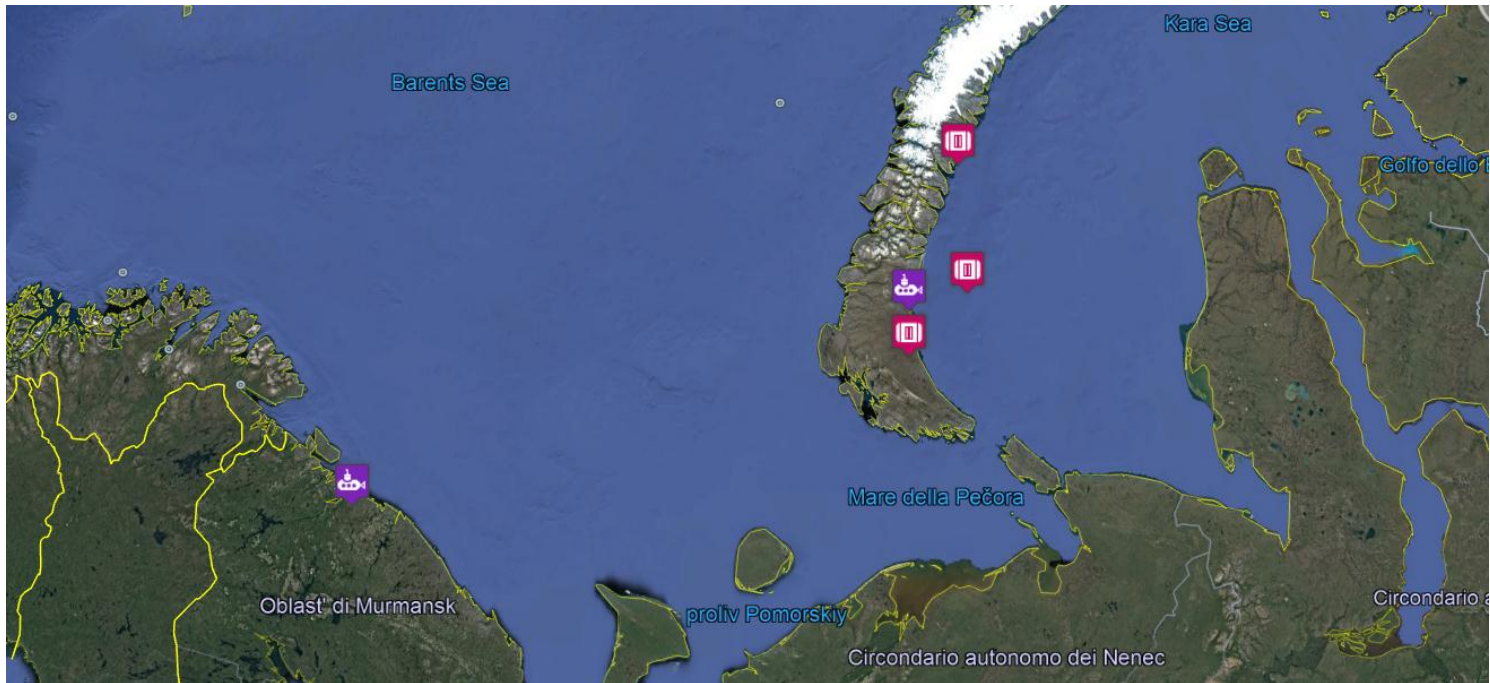 Kara Sea
Barents Sea
Golfo dello
Mare della Pečora
Oblast' di Murmansk
proliv Pomorskiy
Circondario a
Circondario autonomo dei Nenec